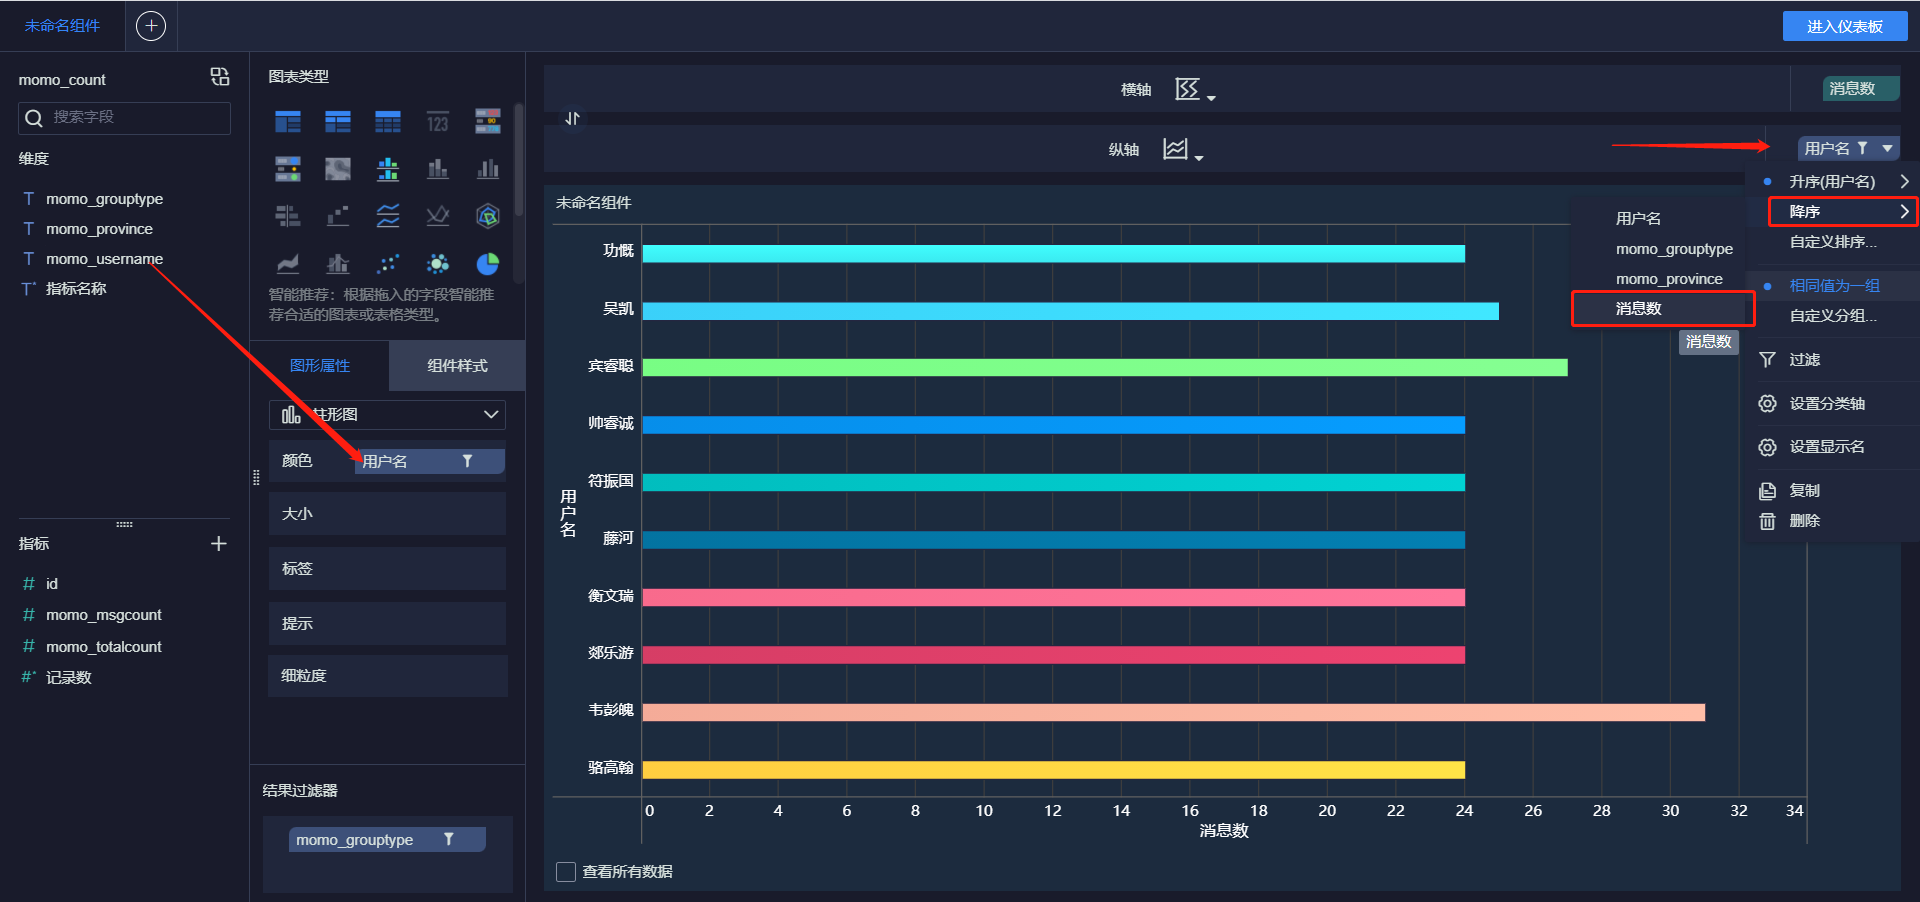 未命名组件
进入仪表板
momo_count
搜索字段
维度
momo_grouptype
momo_province
momo_username
指标名称
指标
id
momo_msgcount
momo_totalcount
记录数
图表类型
123
智能推荐：根据拖入的字段智能推
荐合适的图表或表格类型。
图形属性
组件样式
柱形图
颜色
用户名
大小
标签
提示
细粒度
结果过滤器
momo_grouptype
横轴
消息数
纵轴
用户名
未命名组件
用户名
功慨
吴凯
宾睿聪
帅睿诚
符振国
藤河
衡文瑞
郯乐游
韦彭魄
骆高翰
0 2 4 6 8 10 12 14 16 18 20 22 24 26 28 30 32 34
消息数
查看所有数据
用户名
momo_grouptype
momo_province
消息数
消息数
升序(用户名)
降序
自定义排序...
相同值为一组
自定义分组...
过滤
设置分类轴
设置显示名
复制
删除